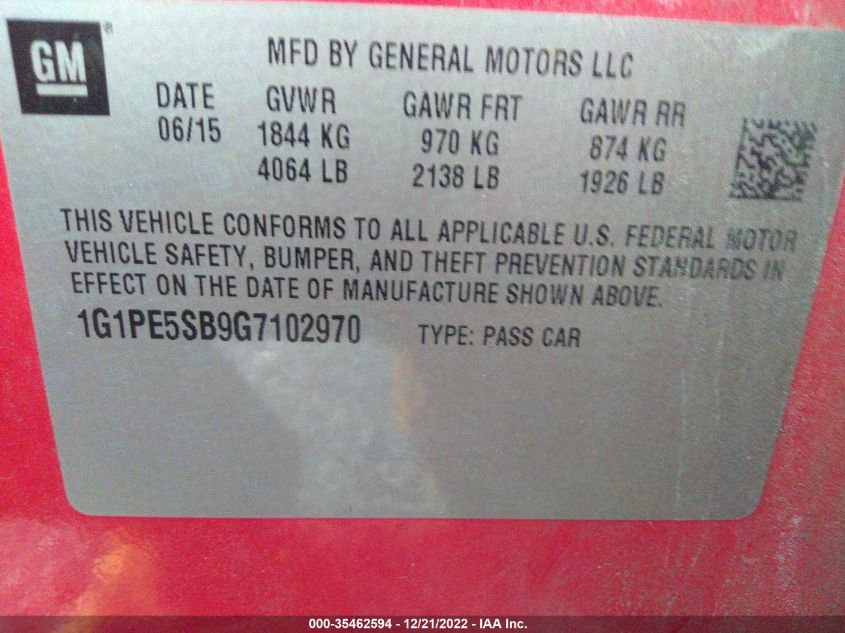 GM
MFD BY GENERAL MOTORS LLC
DATE GVWR GAWR FRT GAWR RR
06/15 1844 KG 970 KG 874 KG
4064 LB 2138 LB 1926 LB
THIS VEHICLE CONFORMS TO ALL APPLICABLE U.S. FEDERAL MOTOR
VEHICLE SAFETY, BUMPER, AND THEFT PREVENTION STANDARDS IN
EFFECT ON THE DATE OF MANUFACTURE SHOWN ABOVE.
1G1PE5SB9G7102970 TYPE: PASS CAR
000-35462594 - 12/21/2022 - IAA Inc.